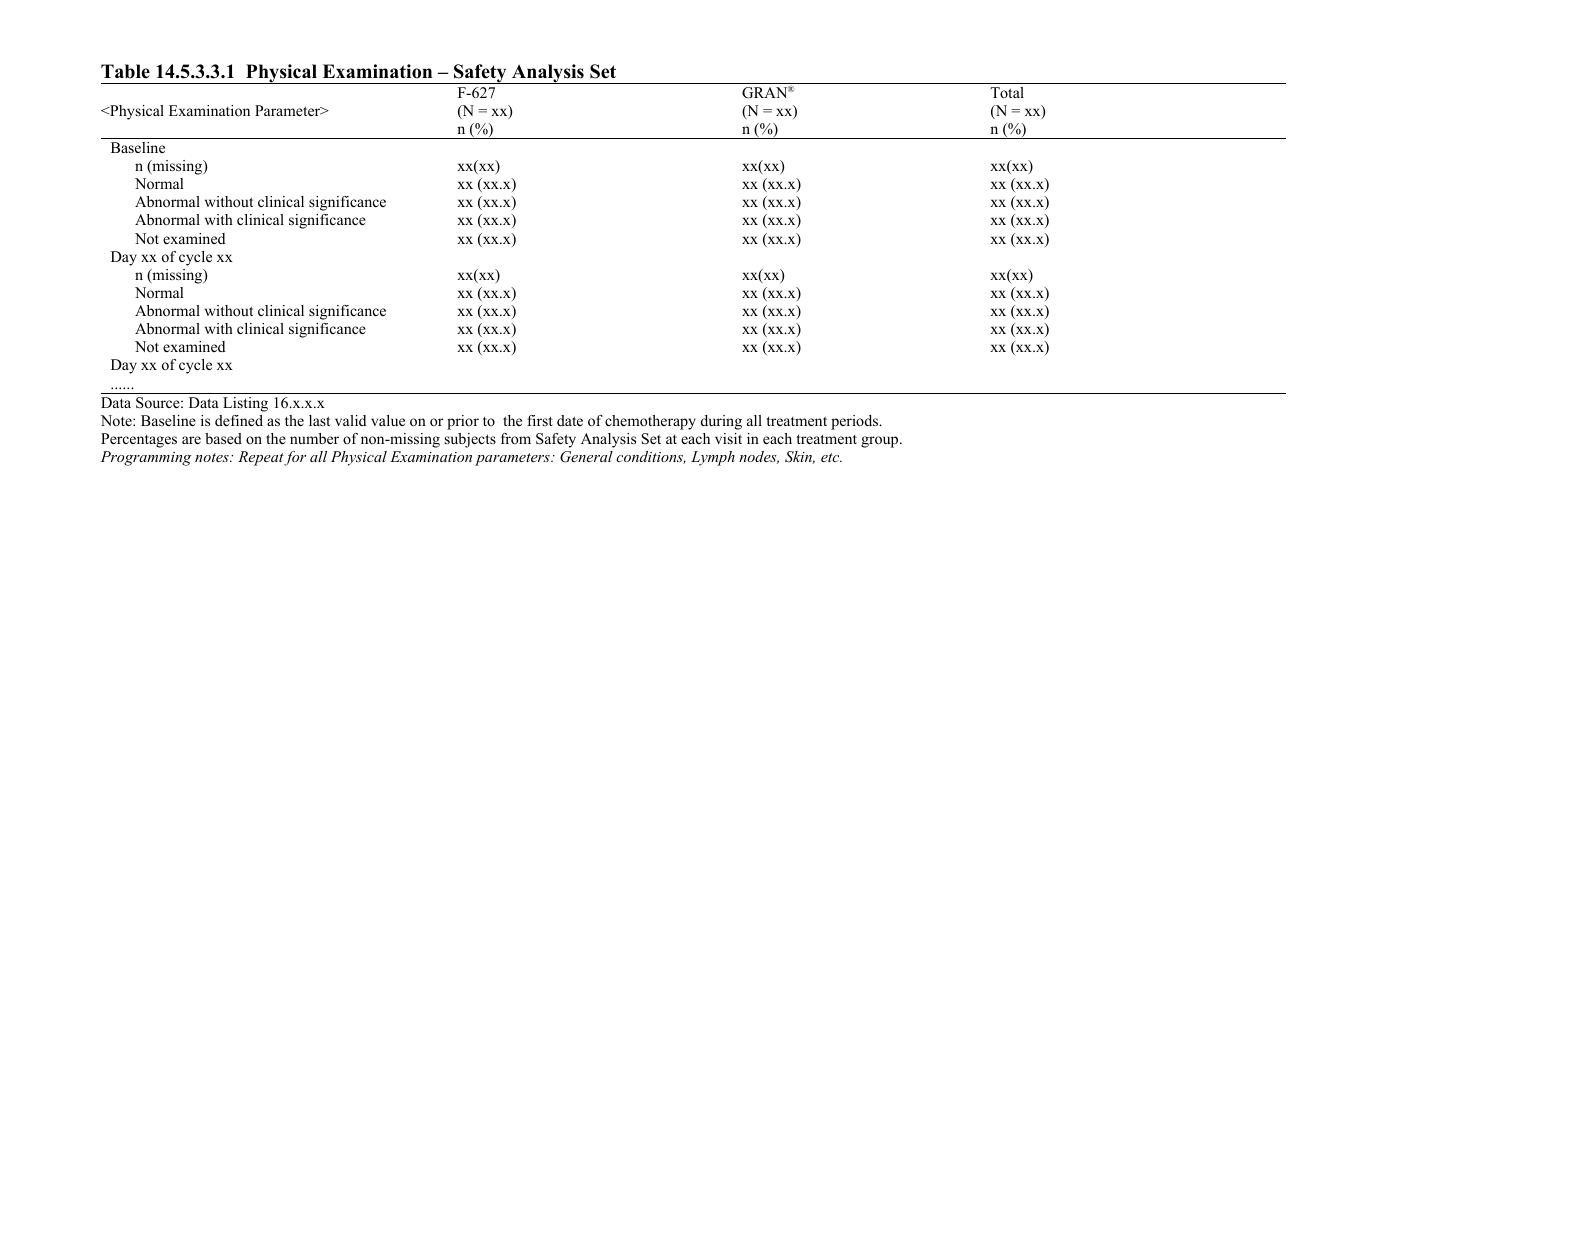 Table 14.5.3.3.1  Physical Examination – Safety Analysis Set
F-627 GRAN® Total
<Physical Examination Parameter> (N = xx) (N = xx) (N = xx)
n (%) n (%) n (%)
Baseline
n (missing) xx(xx) xx(xx) xx(xx)
Normal xx (xx.x) xx (xx.x) xx (xx.x)
Abnormal without clinical significance xx (xx.x) xx (xx.x) xx (xx.x)
Abnormal with clinical significance xx (xx.x) xx (xx.x) xx (xx.x)
Not examined xx (xx.x) xx (xx.x) xx (xx.x)
Day xx of cycle xx
n (missing) xx(xx) xx(xx) xx(xx)
Normal xx (xx.x) xx (xx.x) xx (xx.x)
Abnormal without clinical significance xx (xx.x) xx (xx.x) xx (xx.x)
Abnormal with clinical significance xx (xx.x) xx (xx.x) xx (xx.x)
Not examined xx (xx.x) xx (xx.x) xx (xx.x)
Day xx of cycle xx
......
Data Source: Data Listing 16.x.x.x
Note: Baseline is defined as the last valid value on or prior to  the first date of chemotherapy during all treatment periods.
Percentages are based on the number of non-missing subjects from Safety Analysis Set at each visit in each treatment group.
Programming notes: Repeat for all Physical Examination parameters: General conditions, Lymph nodes, Skin, etc.